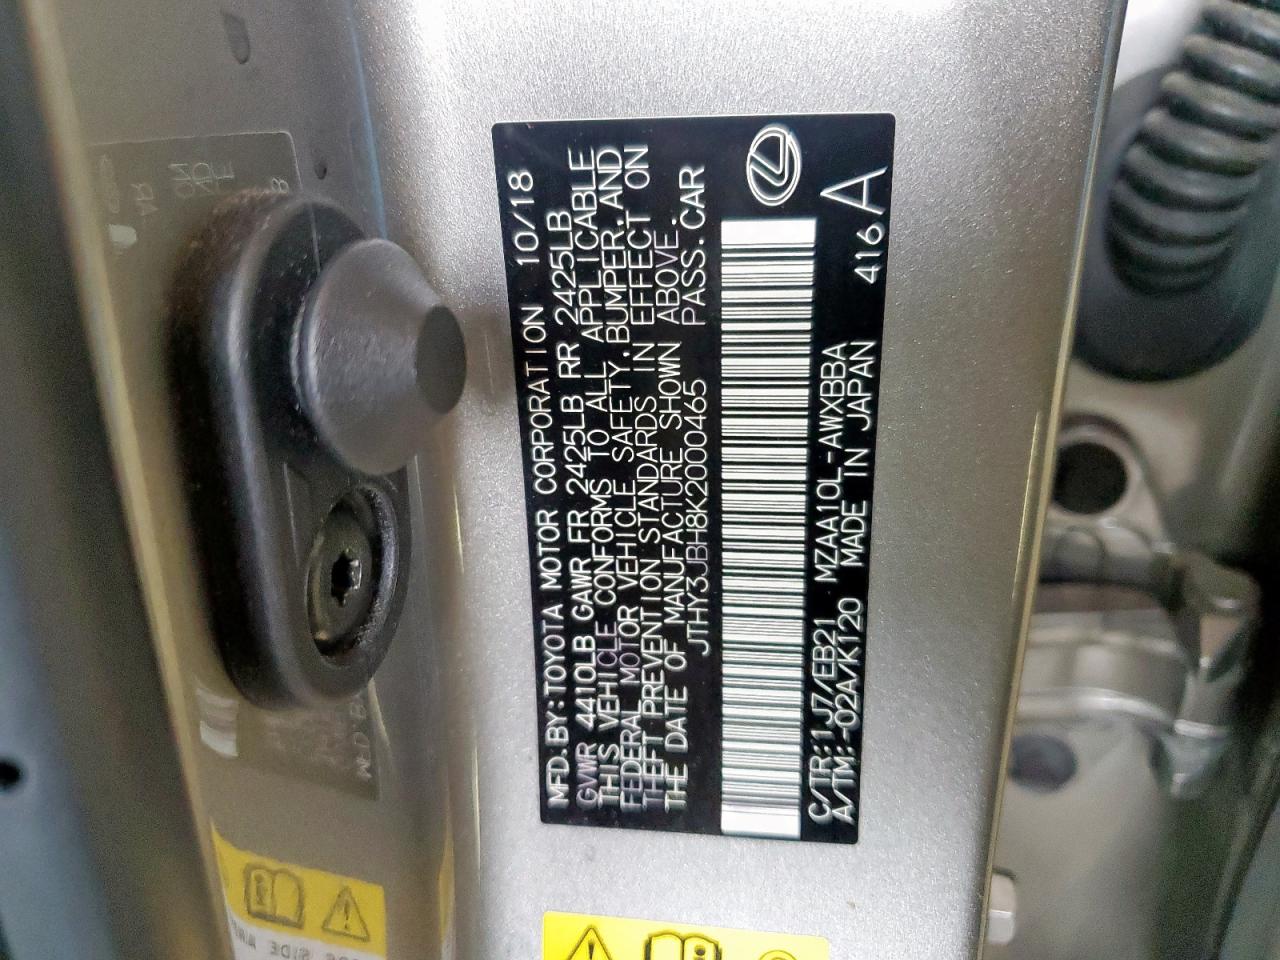 MFD.BY:TOYOTA MOTOR CORPORATION 10/18
GVWR 4410LB GAWR FR 2425LB RR 2425LB
THIS VEHICLE CONFORMS TO ALL APPLICABLE
FEDERAL MOTOR VEHICLE SAFETY,BUMPER,AND
THEFT PREVENTION STANDARDS IN EFFECT ON
THE DATE OF MANUFACTURE SHOWN ABOVE.
JTHY3JBH8K2000465 PASS.CAR
C/TR:1J7/EB21 MZAA10L-AWXBBA 416A
A/TM:-02A/K120 MADE IN JAPAN
SIDE